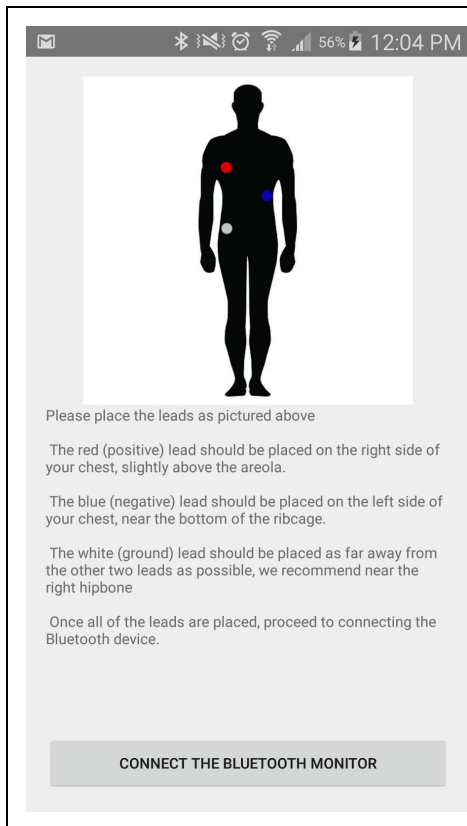 56% 12:04 PM
Please place the leads as pictured above
The red (positive) lead should be placed on the right side of
your chest, slightly above the areola.
The blue (negative) lead should be placed on the left side of
your chest, near the bottom of the ribcage.
The white (ground) lead should be placed as far away from
the other two leads as possible, we recommend near the
right hipbone
Once all of the leads are placed, proceed to connecting the
Bluetooth device.
CONNECT THE BLUETOOTH MONITOR